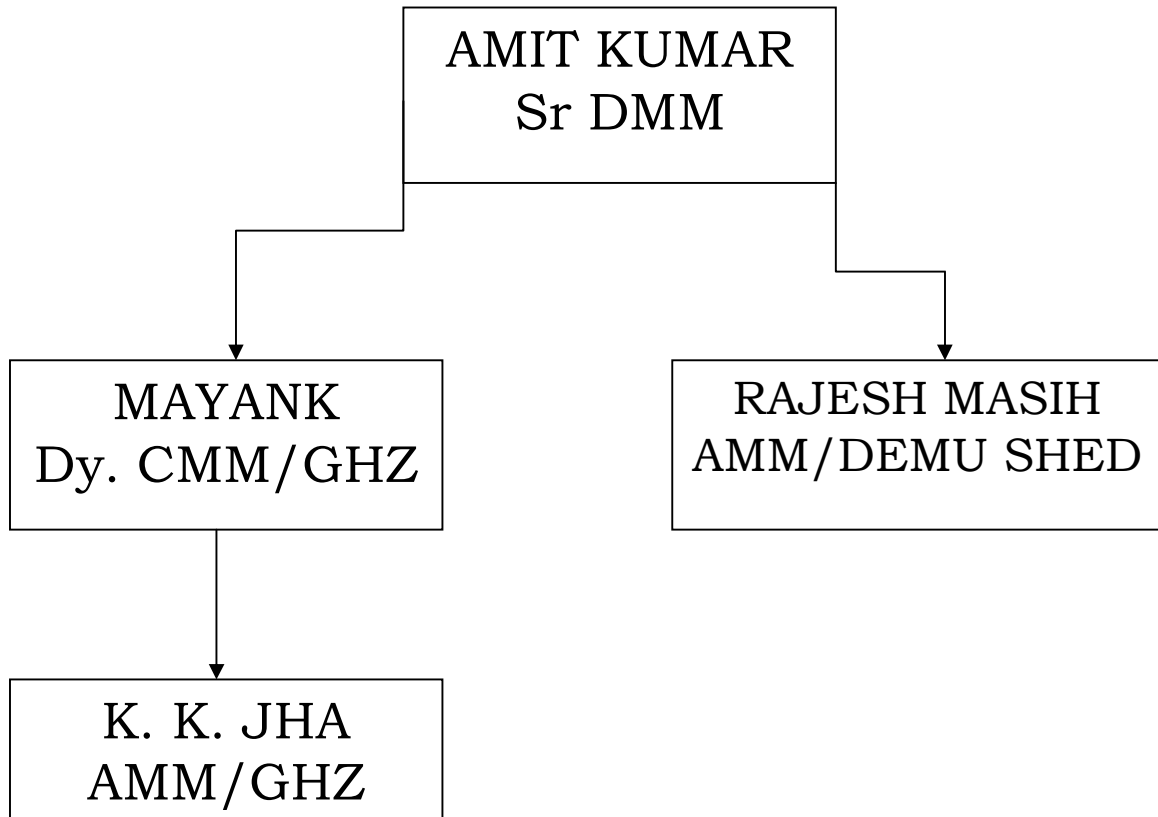 AMIT KUMAR
Sr DMM
MAYANK
Dy. CMM/GHZ
RAJESH MASIH
AMM/DEMU SHED
K. K. JHA
AMM/GHZ